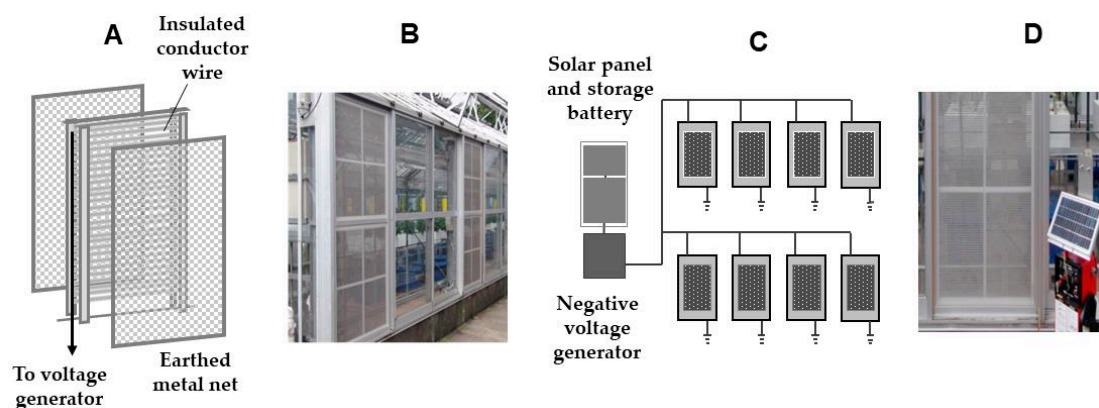 A
Insulated
conductor
wire
To voltage
generator
Earthed
metal net
B
C
Solar panel
and storage
battery
Negative
voltage
generator
D